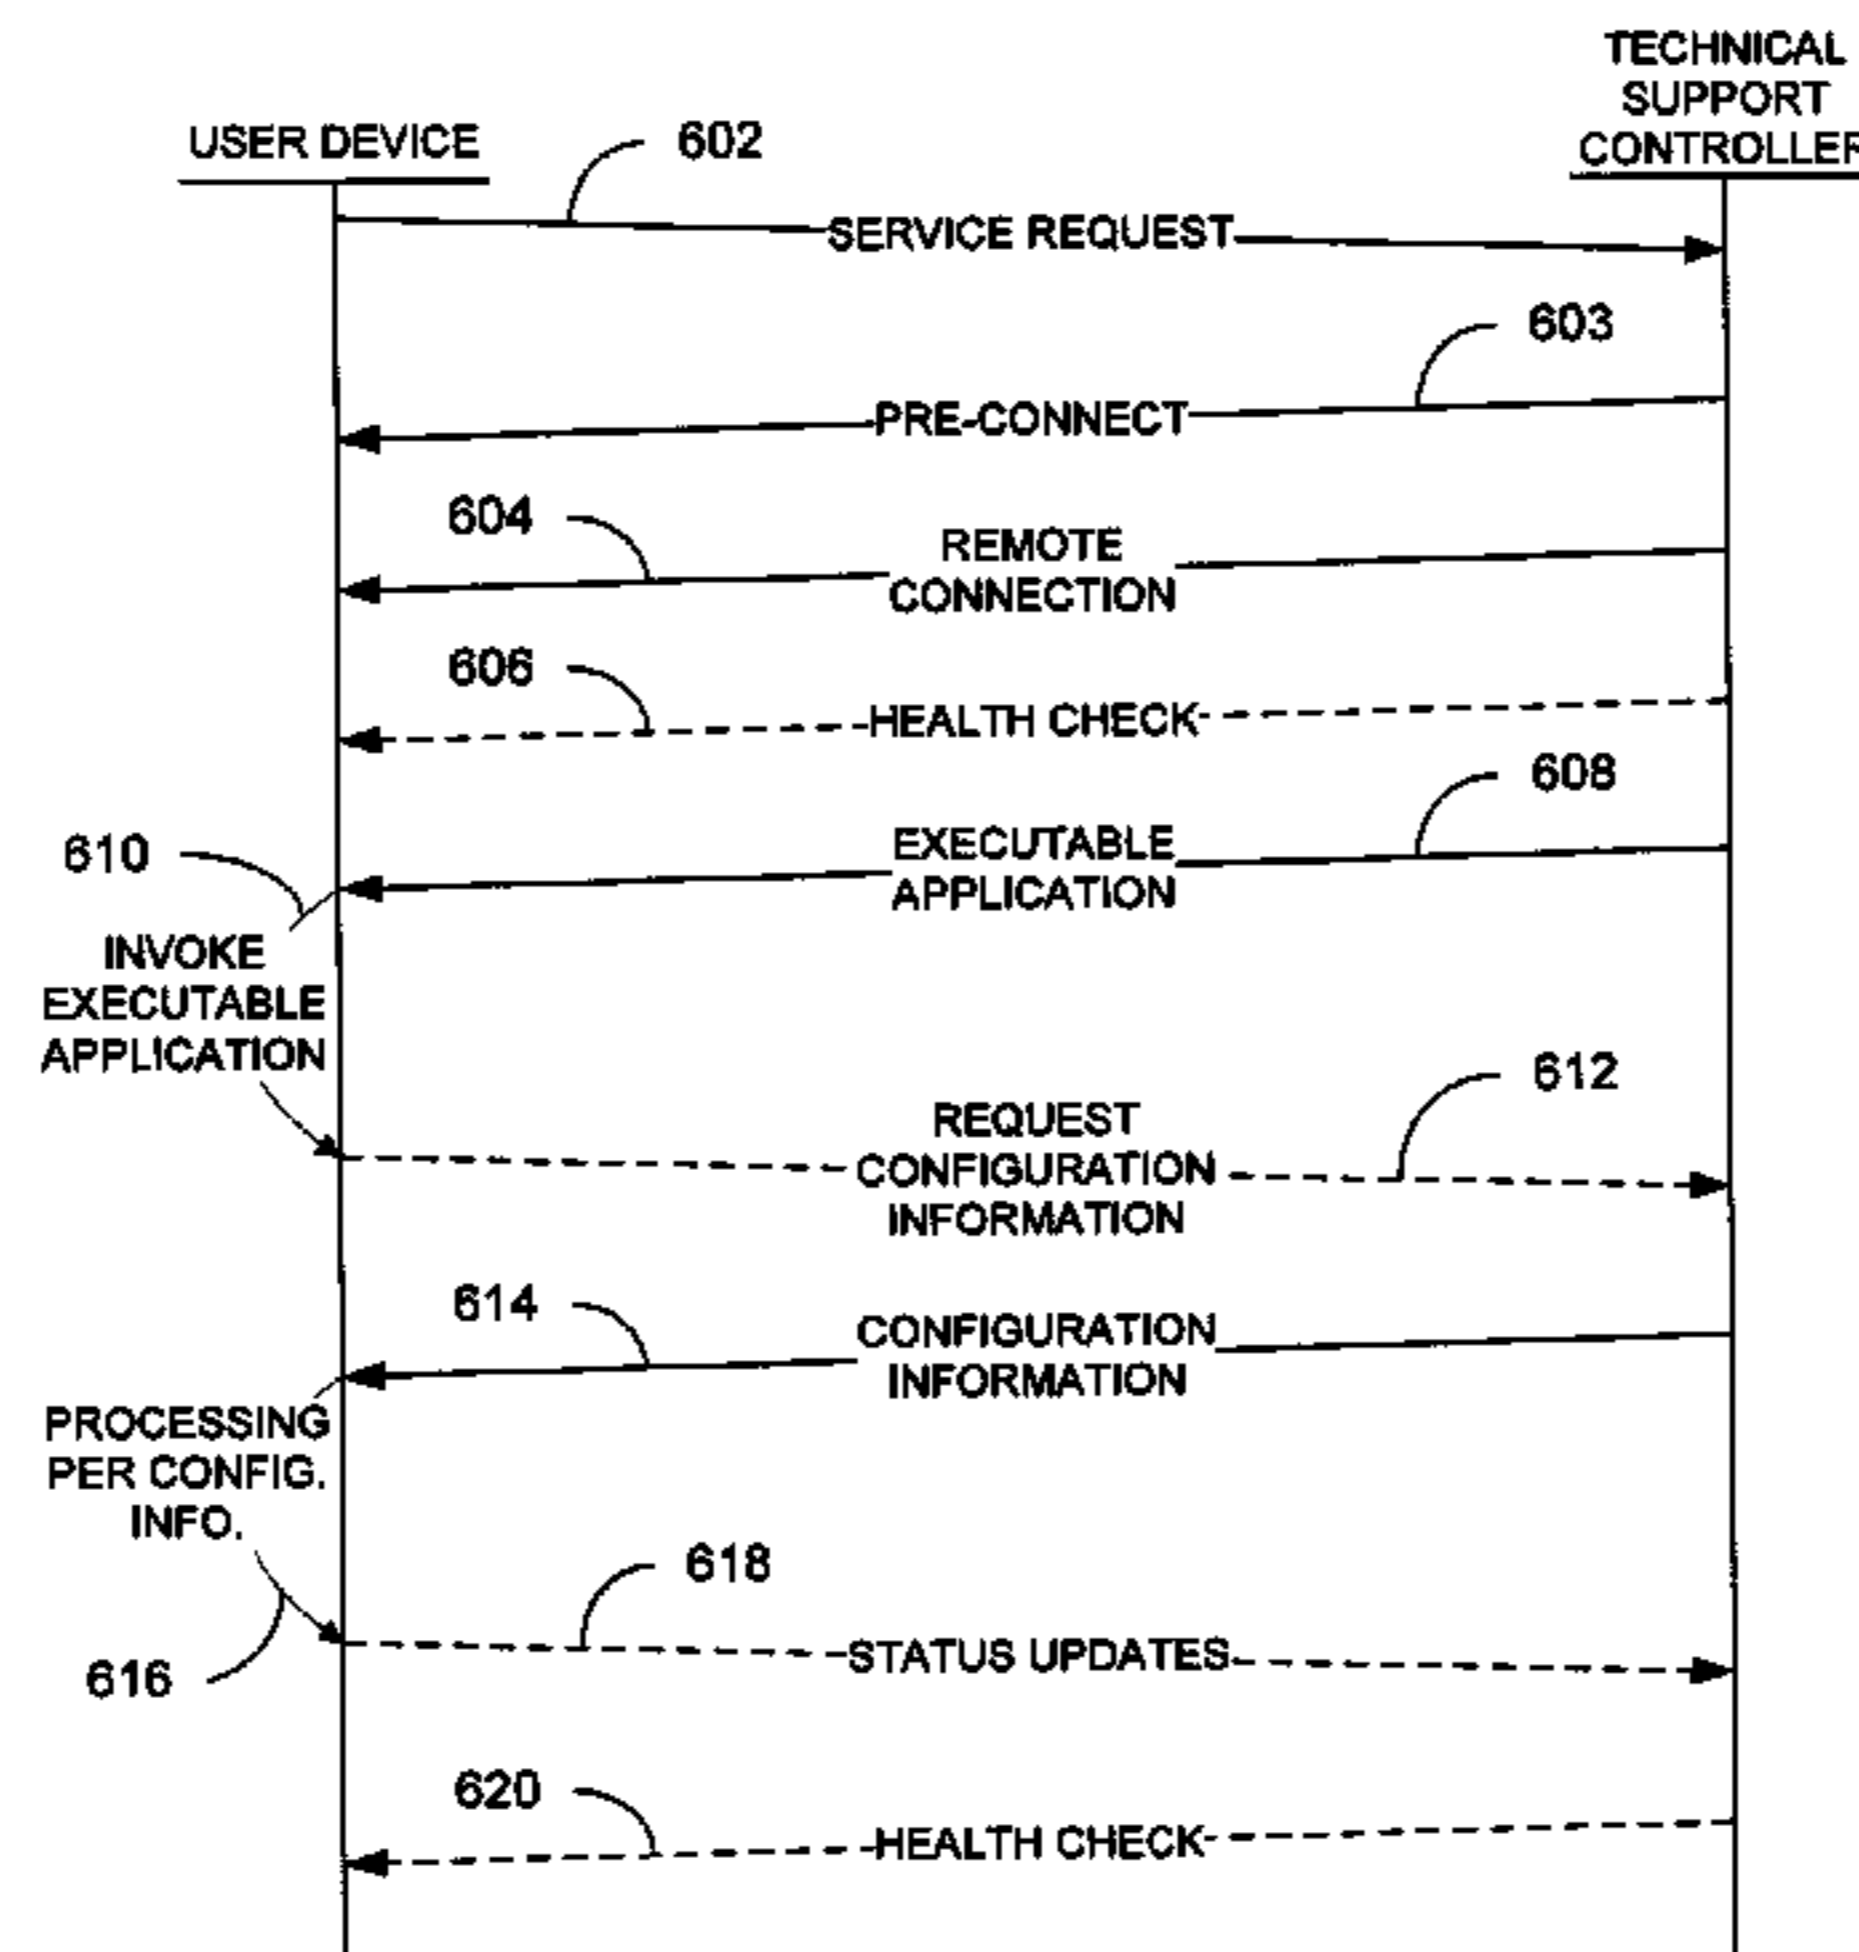 TECHNICAL
SUPPORT
CONTROLLER
USER DEVICE
602
SERVICE REQUEST
603
PRE-CONNECT
604
REMOTE
CONNECTION
606
HEALTH CHECK
608
EXECUTABLE
APPLICATION
610
INVOKE
EXECUTABLE
APPLICATION
612
REQUEST
CONFIGURATION
INFORMATION
614
CONFIGURATION
INFORMATION
PROCESSING
PER CONFIG.
INFO.
618
STATUS UPDATES
616
620
HEALTH CHECK